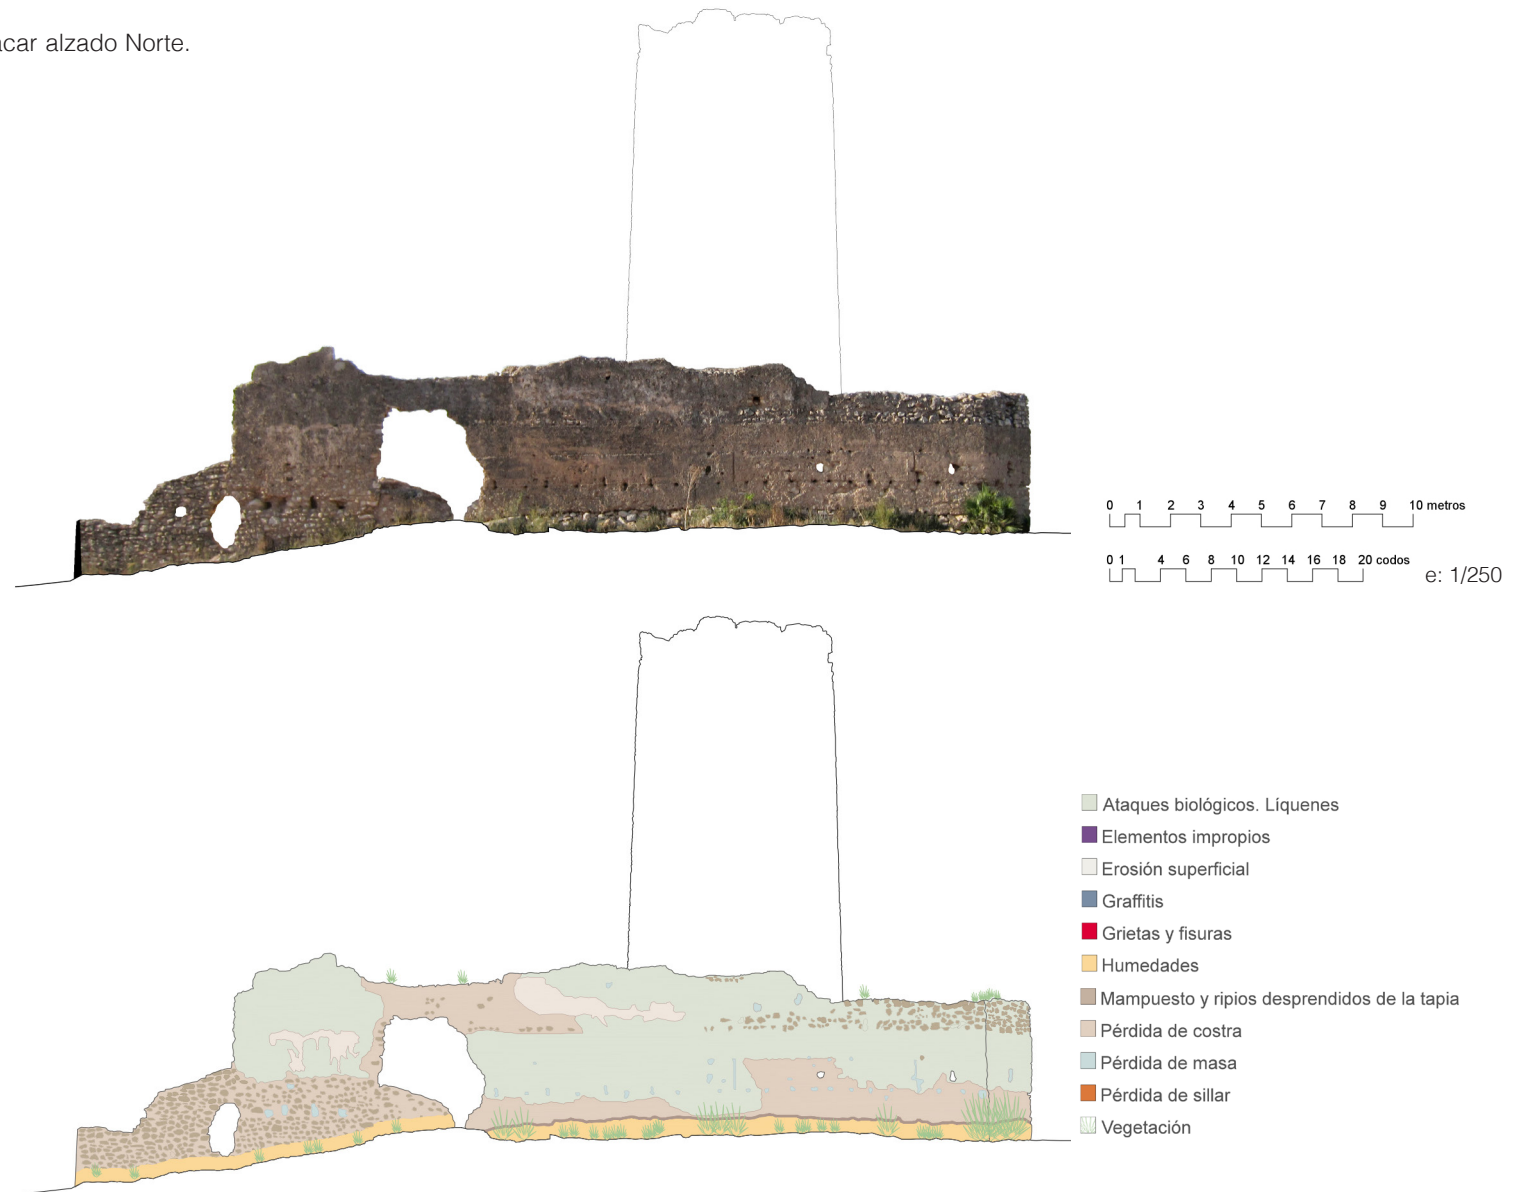 alzado Norte.
0 1 2 3 4 5 6 7 8 9 10 metros
0 1 4 6 8 10 12 14 16 18 20 codos
e: 1/250
Ataques biológicos. Líquenes
Elementos impropios
Erosión superficial
Graffitis
Grietas y fisuras
Humedades
Mampuesto y ripios desprendidos de la tapia
Pérdida de costra
Pérdida de masa
Pérdida de sillar
Vegetación